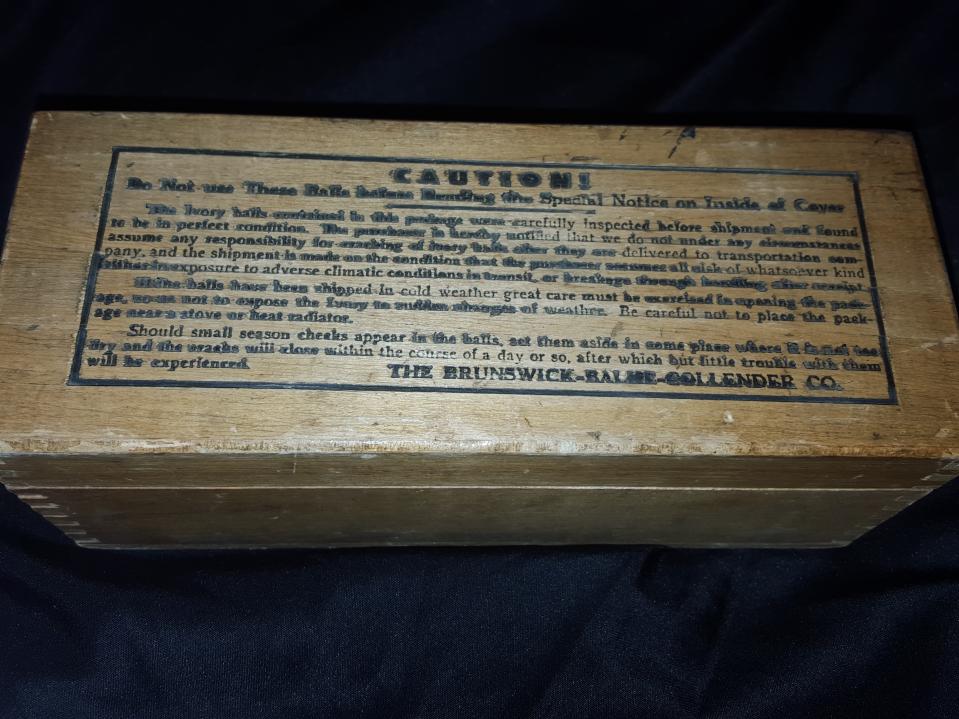 CAUTION!
Do Not use These Balls before Reading the Special Notice on Inside of Cover
The Ivory balls contained in this package were carefully inspected before shipment and found
to be in perfect condition. The purchaser is hereby notified that we do not under any circumstances
assume any responsibility for cracking of ivory balls after they are delivered to transportation com-
pany, and the shipment is made on the condition that the purchaser assumes all risk of whatsoever kind
either in exposure to adverse climatic conditions in transit, or breakage through handling after receipt
If the balls have been shipped in cold weather great care must be exercised in opening the pack-
age, so as not to expose the Ivory to sudden changes of weather. Be careful not to place the pack-
age near a stove or heat radiator.
Should small season checks appear in the balls, set them aside in some place where it is not too
dry and the cracks will close within the course of a day or so, after which but little trouble with them
will be experienced.
THE BRUNSWICK-BALKE-COLLENDER CO.